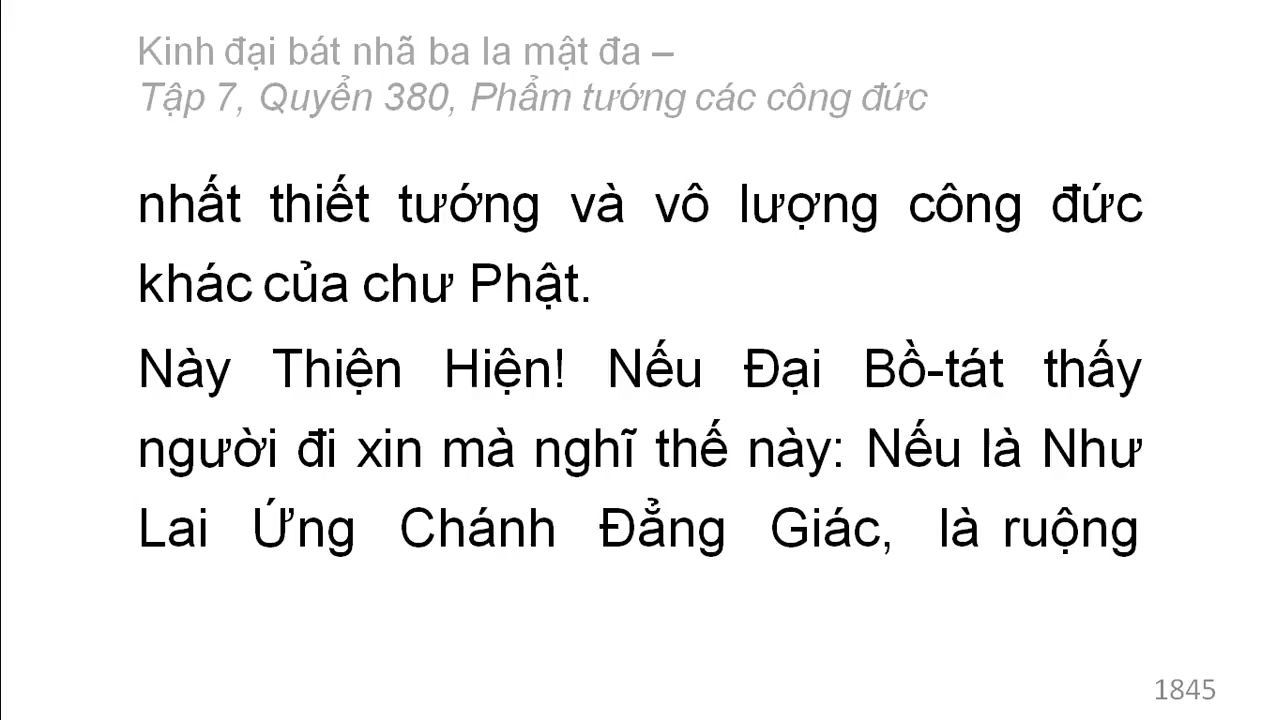 Kinh đại bát nhã ba la mật đa –
Tập 7, Quyển 380, Phẩm tướng các công đức
nhất thiết tướng và vô lượng công đức
khác của chư Phật.
Này Thiện Hiện! Nếu Đại Bồ-tát thấy
người đi xin mà nghĩ thế này: Nếu là Như
Lai Ứng Chánh Đẳng Giác, là ruộng
1845